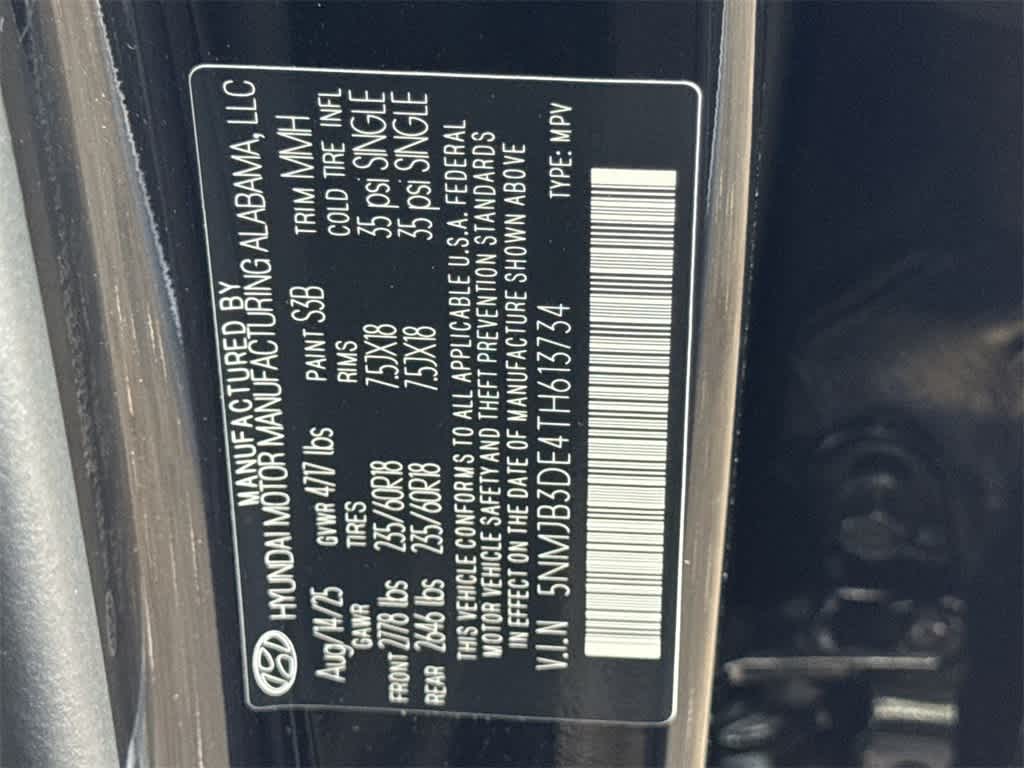 MANUFACTURED BY
HYUNDAI MOTOR MANUFACTURING ALABAMA, LLC
Aug/14/25 GVWR 4717 lbs PAINT S3B TRIM MMH
GAWR TIRES RIMS COLD TIRE INFL
FRONT 2778 lbs 235/60R18 7.5JX18 35 psi SINGLE
REAR 2646 lbs 235/60R18 7.5JX18 35 psi SINGLE
THIS VEHICLE CONFORMS TO ALL APPLICABLE U.S.A. FEDERAL
MOTOR VEHICLE SAFETY AND THEFT PREVENTION STANDARDS
IN EFFECT ON THE DATE OF MANUFACTURE SHOWN ABOVE
V.I.N 5NMJB3DE4TH613734 TYPE: MPV